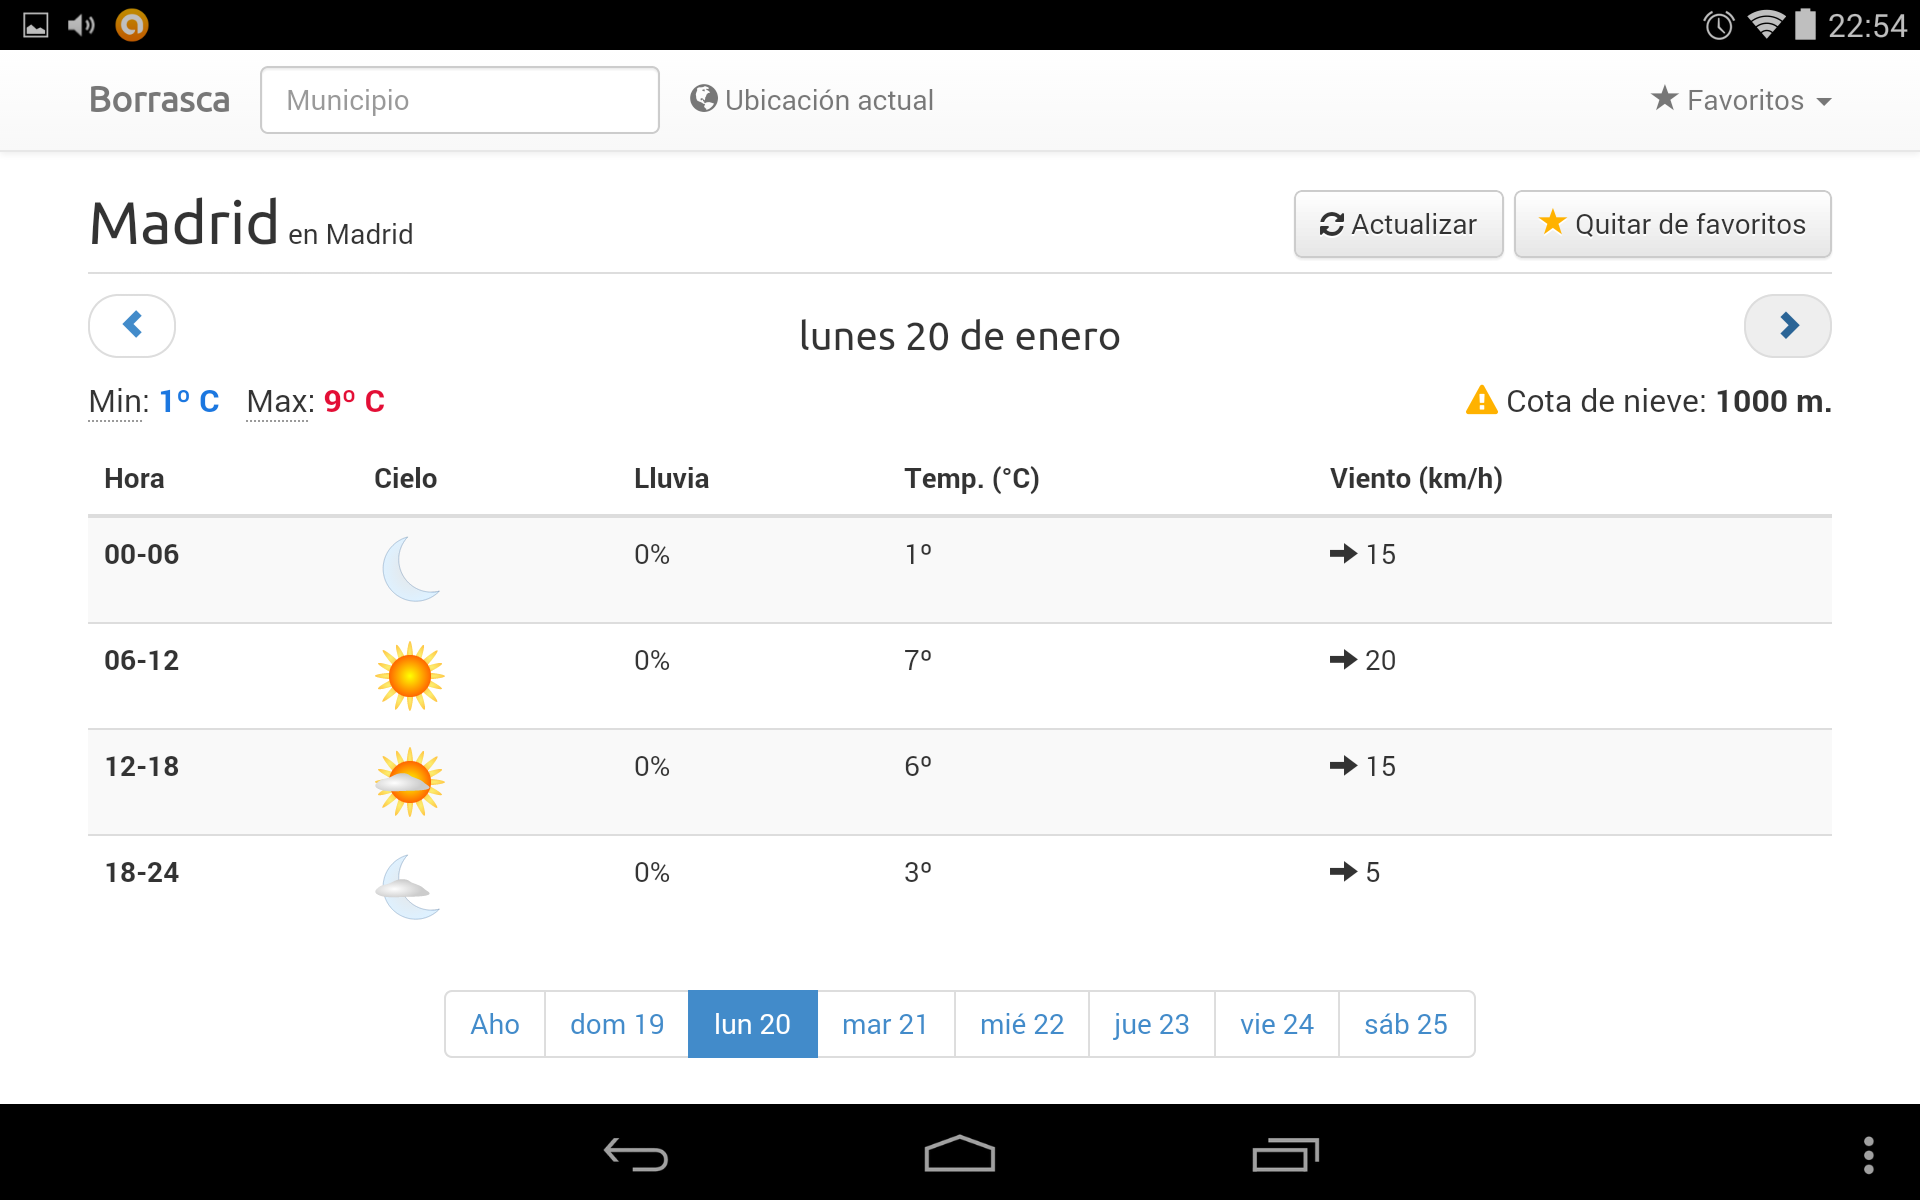 22:54
Borrasca Municipio Ubicación actual Favoritos
Madrid en Madrid Actualizar Quitar de favoritos
lunes 20 de enero
Min: 1º C Max: 9º C Cota de nieve: 1000 m.
Hora Cielo Lluvia Temp. (°C) Viento (km/h)
00-06 0% 1º 15
06-12 0% 7º 20
12-18 0% 6º 15
18-24 0% 3º 5
Aho dom 19 lun 20 mar 21 mié 22 jue 23 vie 24 sáb 25